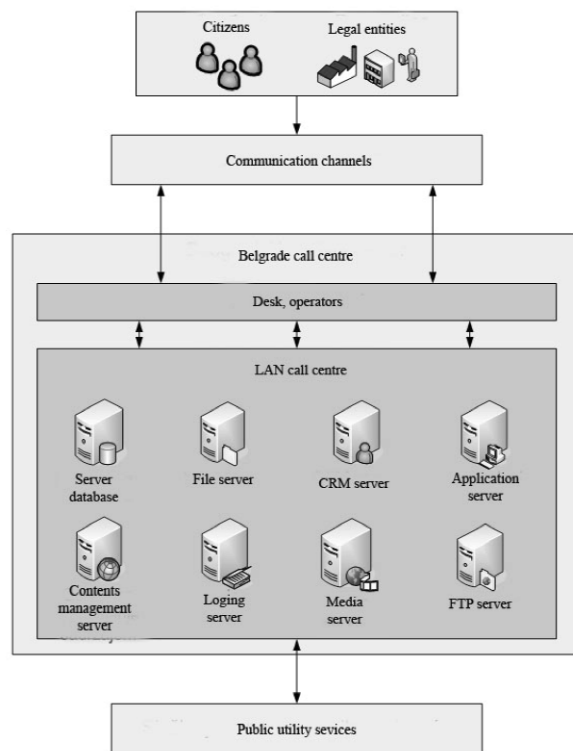 Citizens
Legal entities
Communication channels
Belgrade call centre
Desk, operators
LAN call centre
Server
database
File server
CRM server
Application
server
Contents
management
server
Loging
server
Media
server
FTP server
Public utility sevices